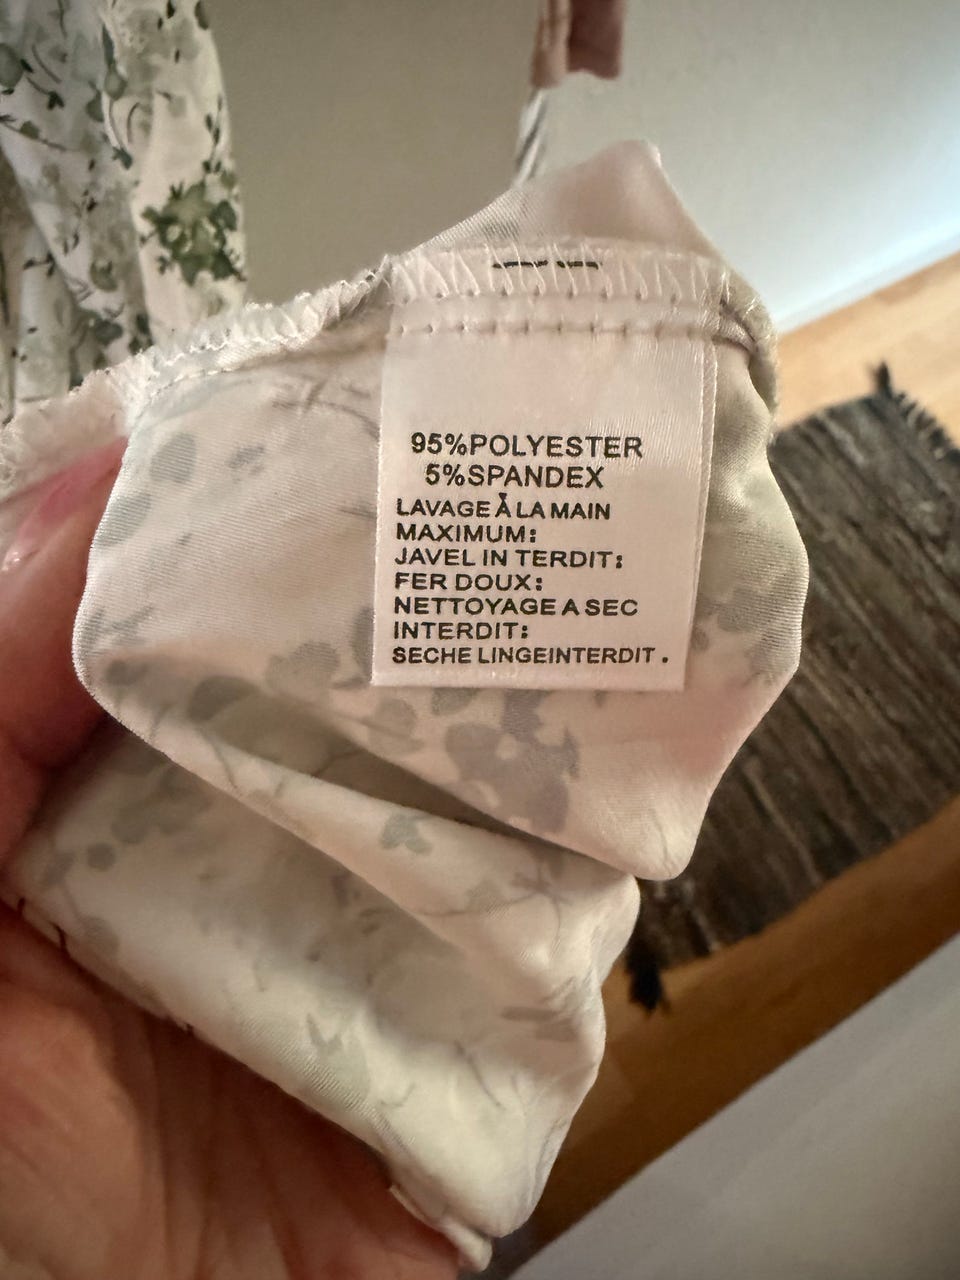 95%POLYESTER
5%SPANDEX
LAVAGE À LA MAIN
MAXIMUM:
JAVEL IN TERDIT:
FER DOUX:
NETTOYAGE A SEC
INTERDIT:
SECHE LINGEINTERDIT.